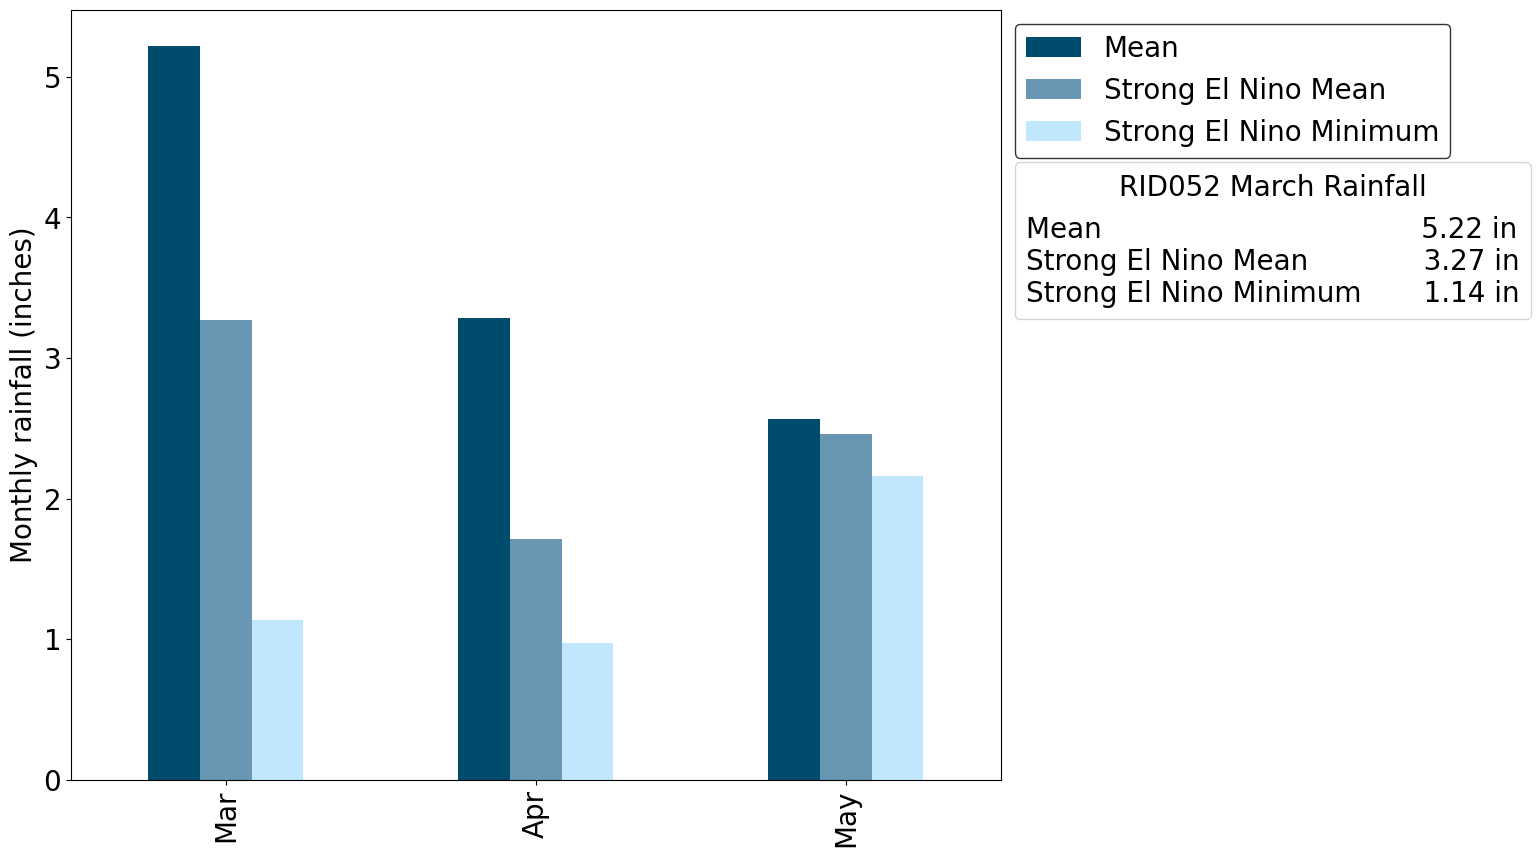 Mean
Strong El Nino Mean
Strong El Nino Minimum
RID052 March Rainfall
Mean 5.22 in
Strong El Nino Mean 3.27 in
Strong El Nino Minimum 1.14 in
Monthly rainfall (inches)
5
4
3
2
1
0
Mar
Apr
May